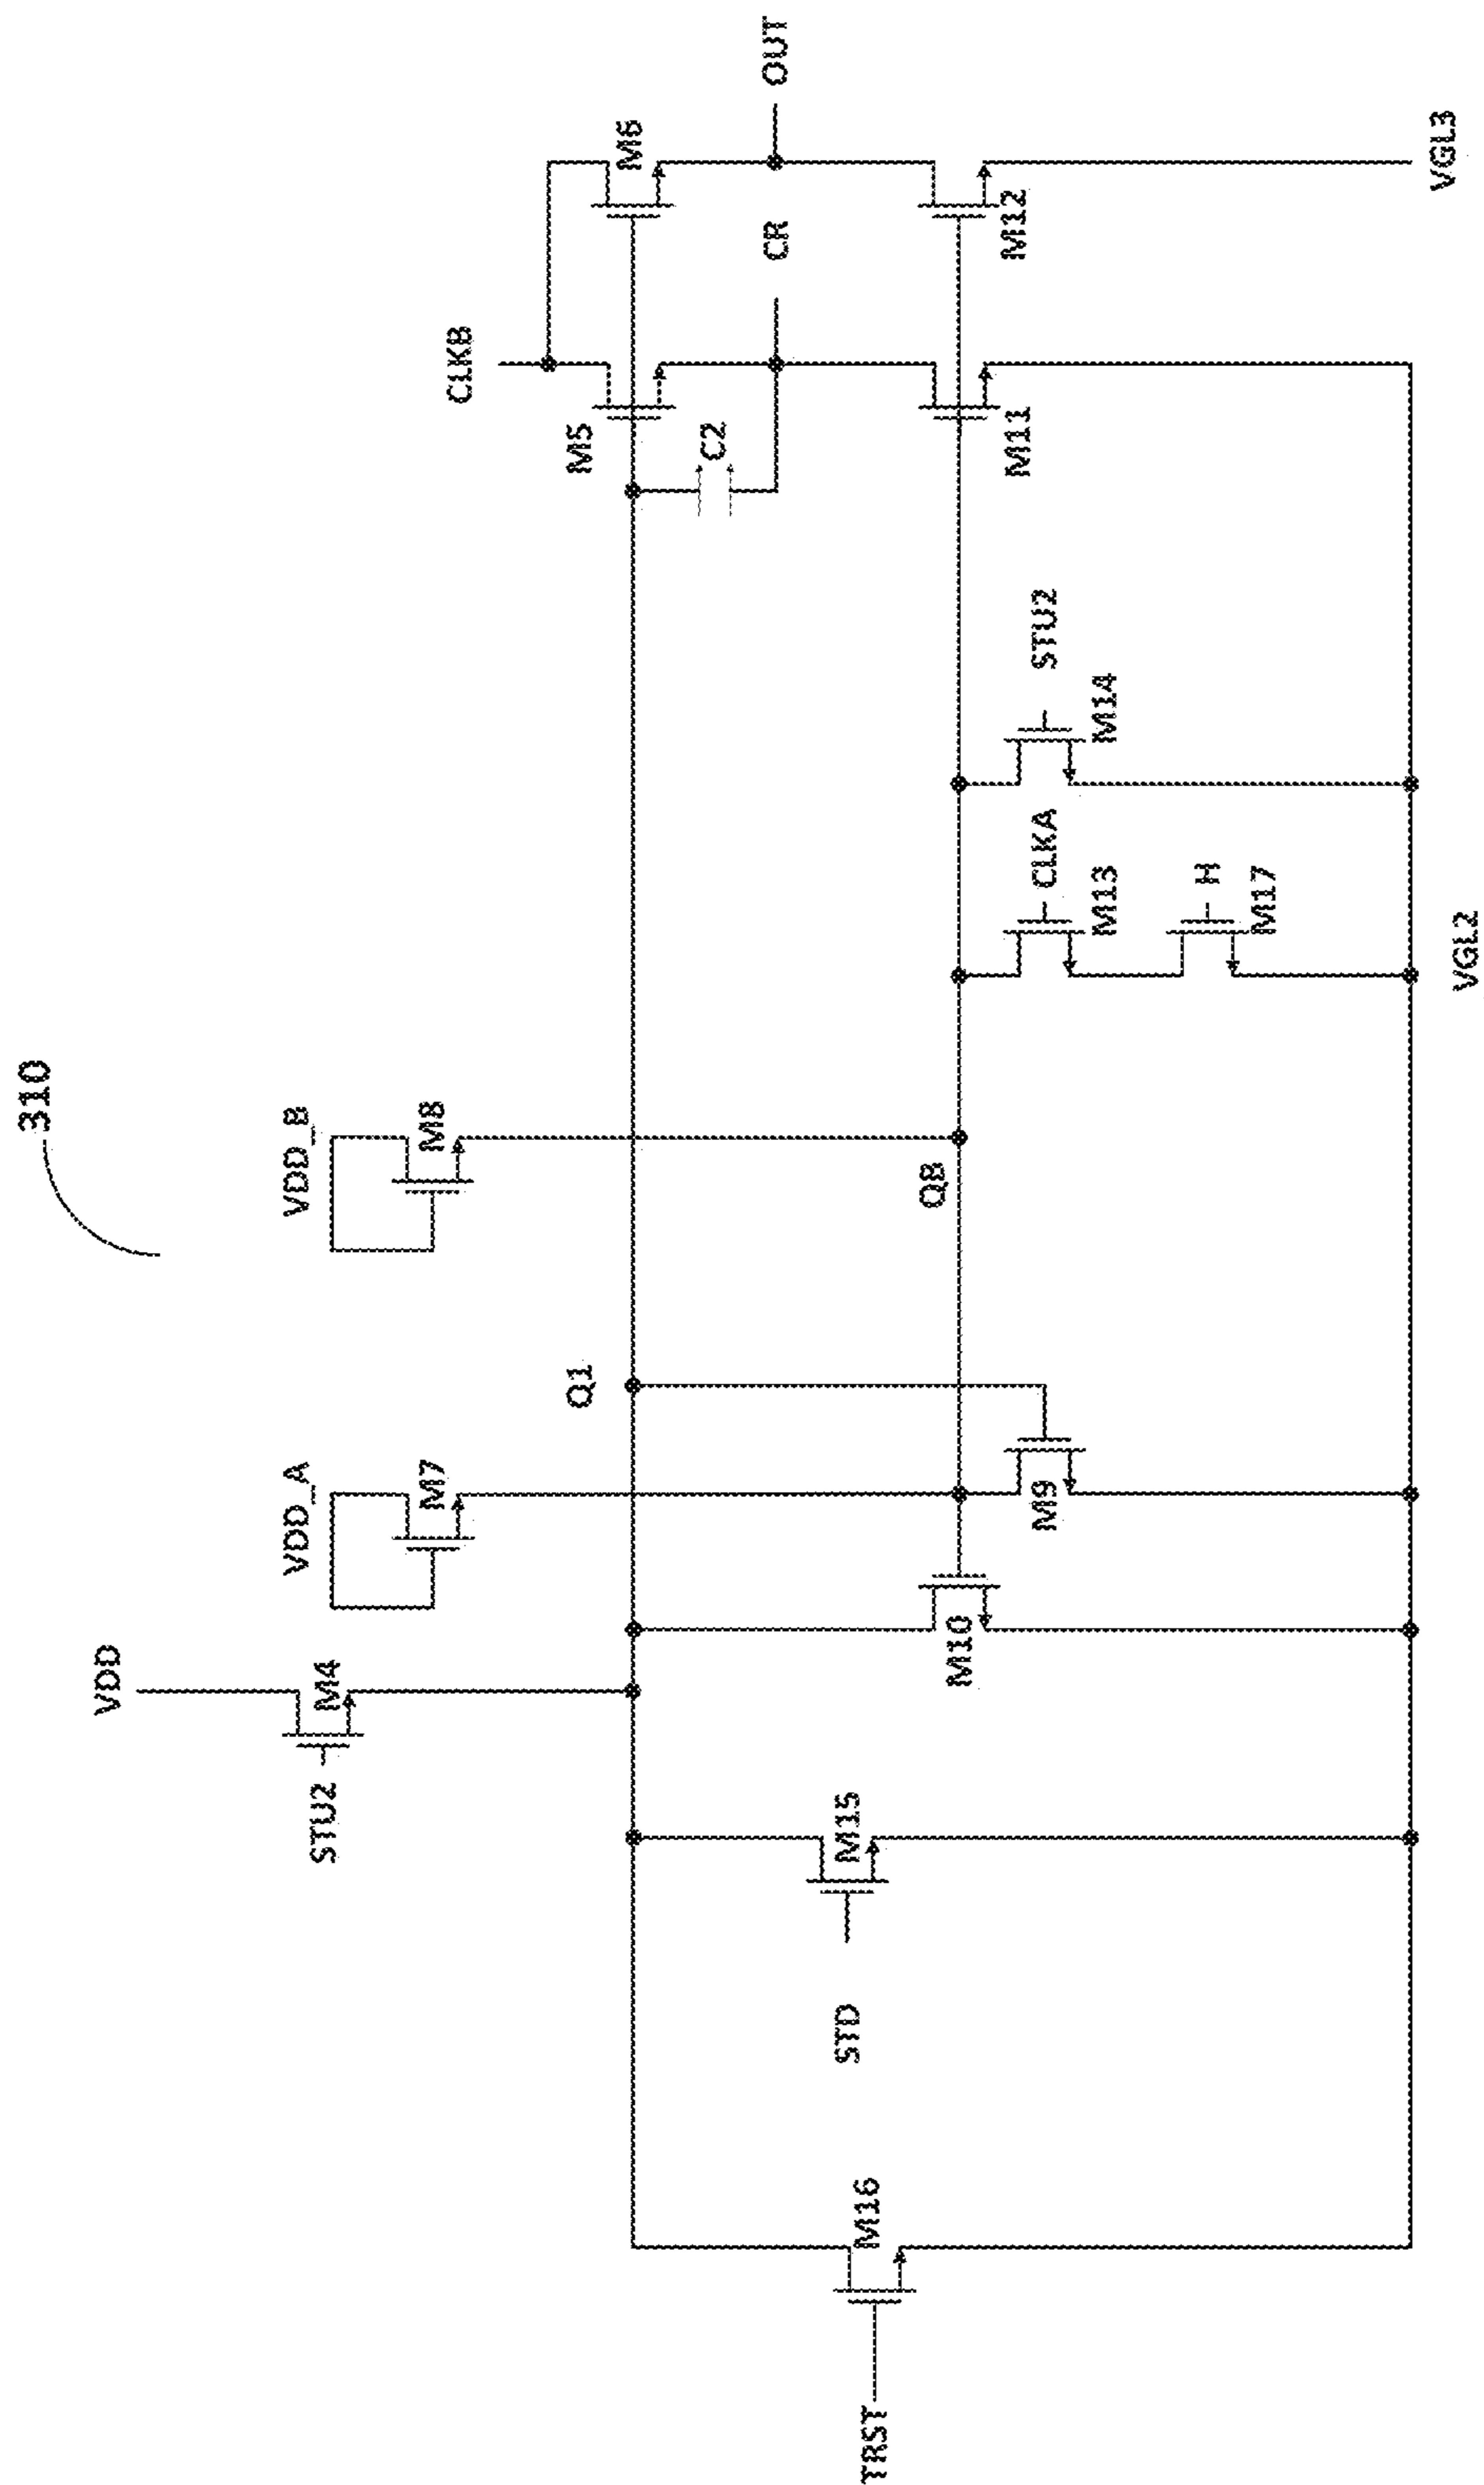 310
VDD
VDD_A
VDD_B
STU2
M4
M7
M8
CLKB
Q1
M5
M6
C2
CR
OUT
TRST
M16
STD
M15
M10
QB
M11
M12
M9
CLKA
M13
STU2
M14
H
M17
VGL2
VGL3